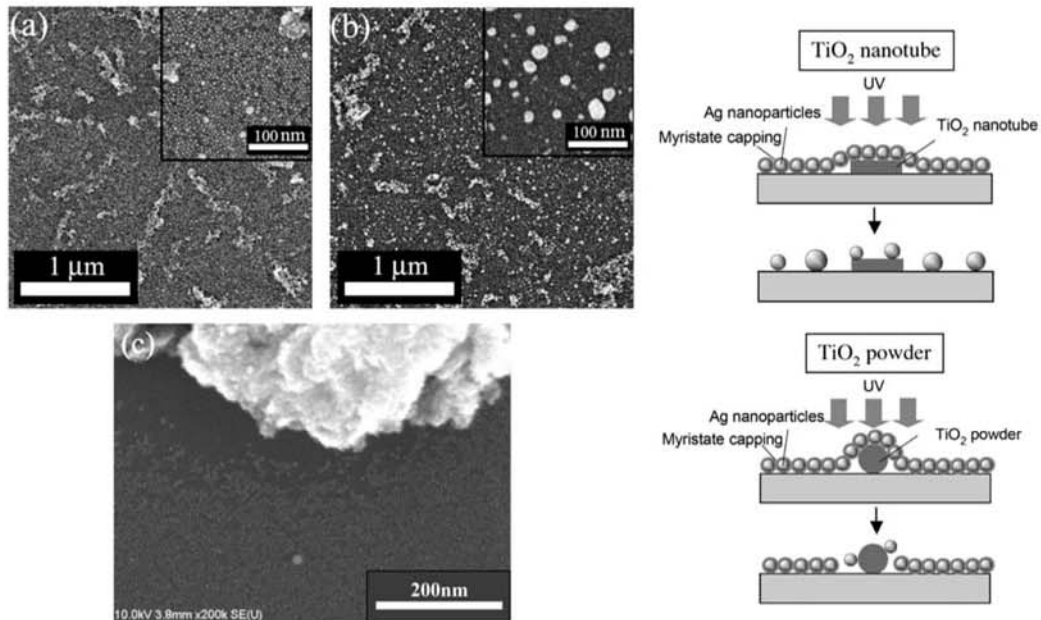 (a)
100 nm
1 μm
(b)
100 nm
1 μm
(c)
200nm
10.0kV 3.8mm x200k SE(U)
TiO2 nanotube
UV
Ag nanoparticles
Myristate capping
TiO2 nanotube
TiO2 powder
UV
Ag nanoparticles
Myristate capping
TiO2 powder